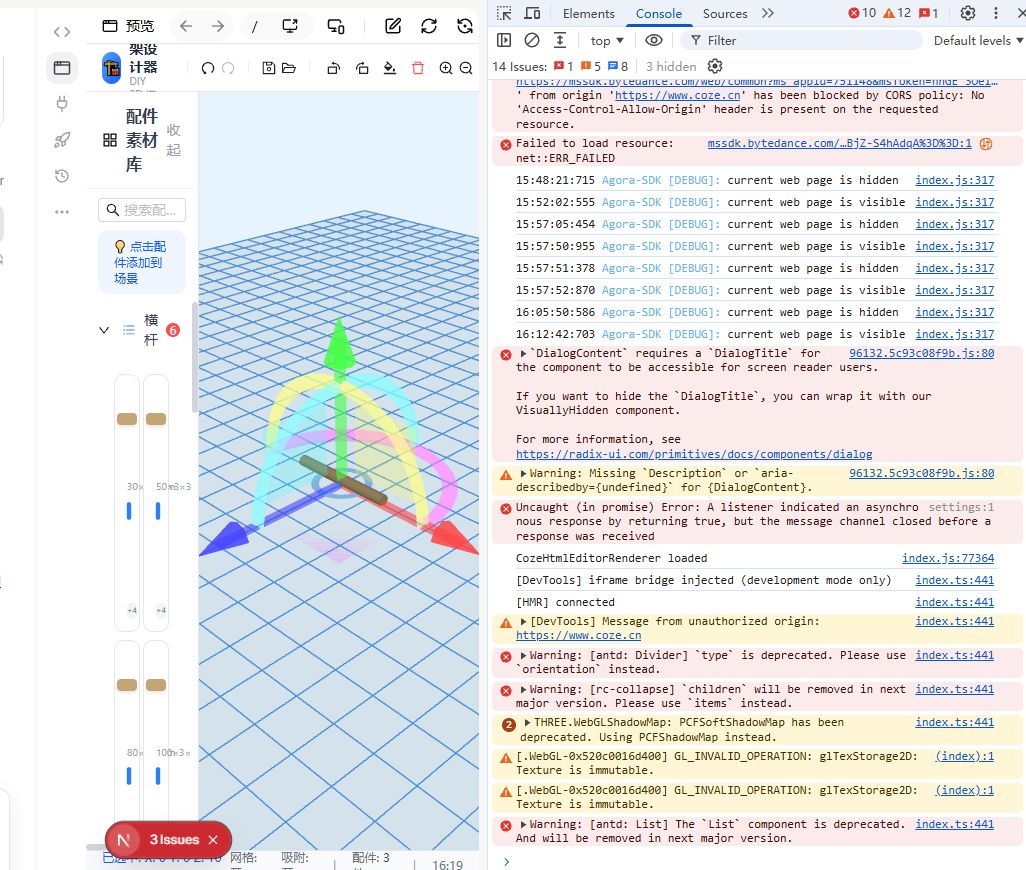 预览
/
架设
计器
DIY
配件
素材
库
收
起
搜索配...
点击配
件添加到
场景
横
杆
6
30×
50×3×3
+4
+4
80×
100×3×
N 3 Issues ×
网格:
吸附:
配件: 3
16:19
Elements
Console
Sources
10
12
1
top
Filter
Default levels
14 Issues:
1
5
8
3 hidden
' from origin 'https://www.coze.cn' has been blocked by CORS policy: No
'Access-Control-Allow-Origin' header is present on the requested
resource.
Failed to load resource: mssdk.bytedance.com/…BjZ-S4hAdqA%3D%3D:1
net::ERR_FAILED
15:48:21:715 Agora-SDK [DEBUG]: current web page is hidden index.js:317
15:52:02:555 Agora-SDK [DEBUG]: current web page is visible index.js:317
15:57:05:454 Agora-SDK [DEBUG]: current web page is hidden index.js:317
15:57:50:955 Agora-SDK [DEBUG]: current web page is visible index.js:317
15:57:51:378 Agora-SDK [DEBUG]: current web page is hidden index.js:317
15:57:52:870 Agora-SDK [DEBUG]: current web page is visible index.js:317
16:05:50:586 Agora-SDK [DEBUG]: current web page is hidden index.js:317
16:12:42:703 Agora-SDK [DEBUG]: current web page is visible index.js:317
`DialogContent` requires a `DialogTitle` for 96132.5c93c08f9b.js:80
the component to be accessible for screen reader users.
If you want to hide the `DialogTitle`, you can wrap it with our
VisuallyHidden component.
For more information, see
https://radix-ui.com/primitives/docs/components/dialog
Warning: Missing `Description` or `aria- 96132.5c93c08f9b.js:80
describedby={undefined}` for {DialogContent}.
Uncaught (in promise) Error: A listener indicated an asynchro settings:1
nous response by returning true, but the message channel closed before a
response was received
CozeHtmlEditorRenderer loaded index.js:77364
[DevTools] iframe bridge injected (development mode only) index.ts:441
[HMR] connected index.ts:441
[DevTools] Message from unauthorized origin: index.ts:441
https://www.coze.cn
Warning: [antd: Divider] `type` is deprecated. Please use index.ts:441
`orientation` instead.
Warning: [rc-collapse] `children` will be removed in next index.ts:441
major version. Please use `items` instead.
2 THREE.WebGLShadowMap: PCFSoftShadowMap has been index.ts:441
deprecated. Using PCFShadowMap instead.
[.WebGL-0x520c0016d400] GL_INVALID_OPERATION: glTexStorage2D: (index):1
Texture is immutable.
[.WebGL-0x520c0016d400] GL_INVALID_OPERATION: glTexStorage2D: (index):1
Texture is immutable.
Warning: [antd: List] The `List` component is deprecated. index.ts:441
And will be removed in next major version.